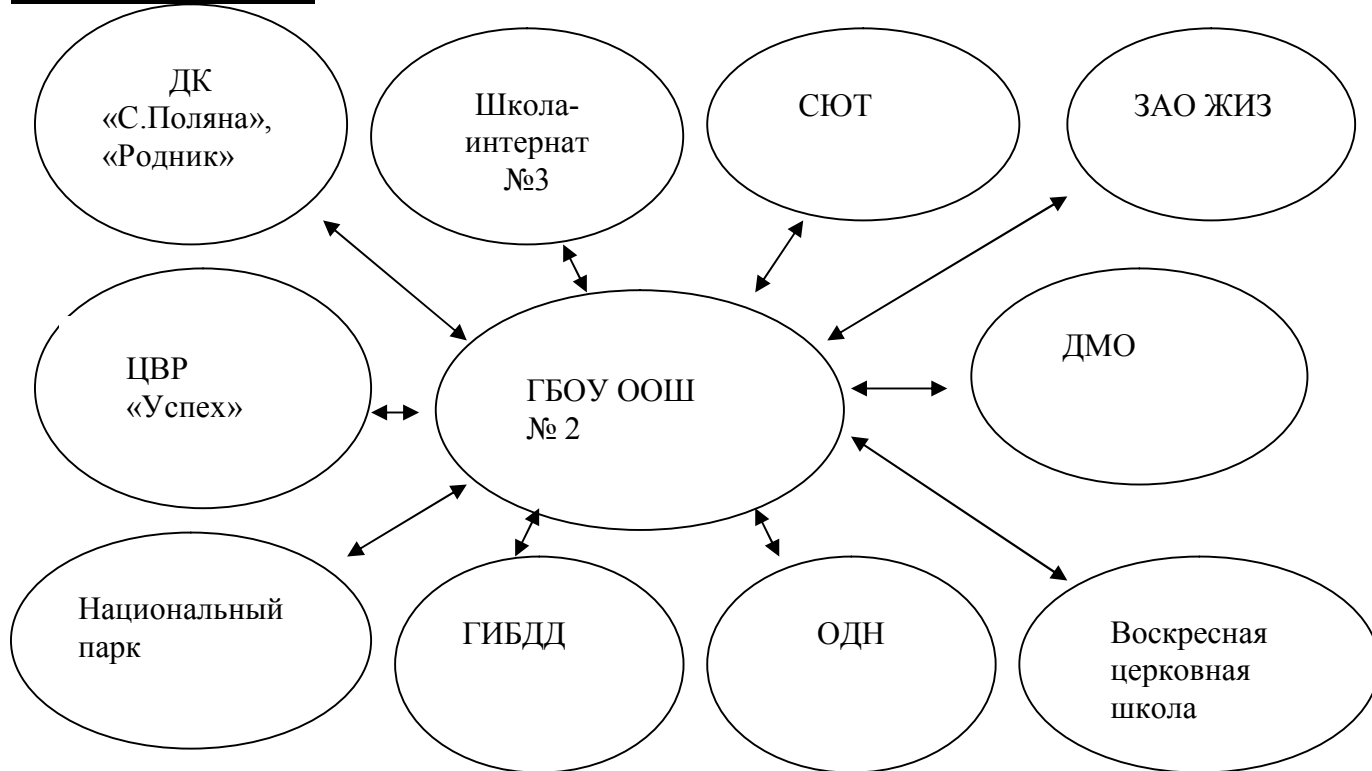 ДК
«С.Поляна»,
«Родник»
Школа-
интернат
№3
СЮТ
ЗАО ЖИЗ
ЦВР
«Успех»
ГБОУ ООШ
№ 2
ДМО
Национальный
парк
ГИБДД
ОДН
Воскресная
церковная
школа